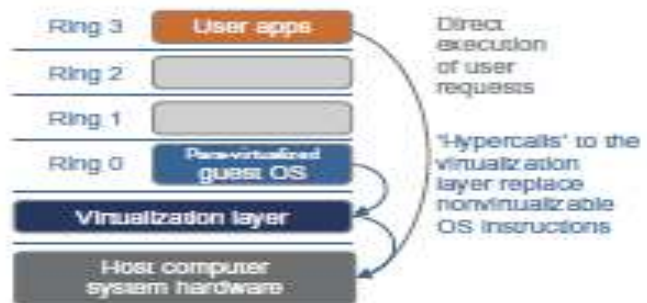 Ring 3
User apps
Direct
execution
of user
requests
Ring 2
Ring 1
Ring 0
Para-virtualized
guest OS
"Hypercalls" to the
virtualization
layer replace
nonvirtualizable
OS instructions
Virtualization layer
Host computer
system hardware